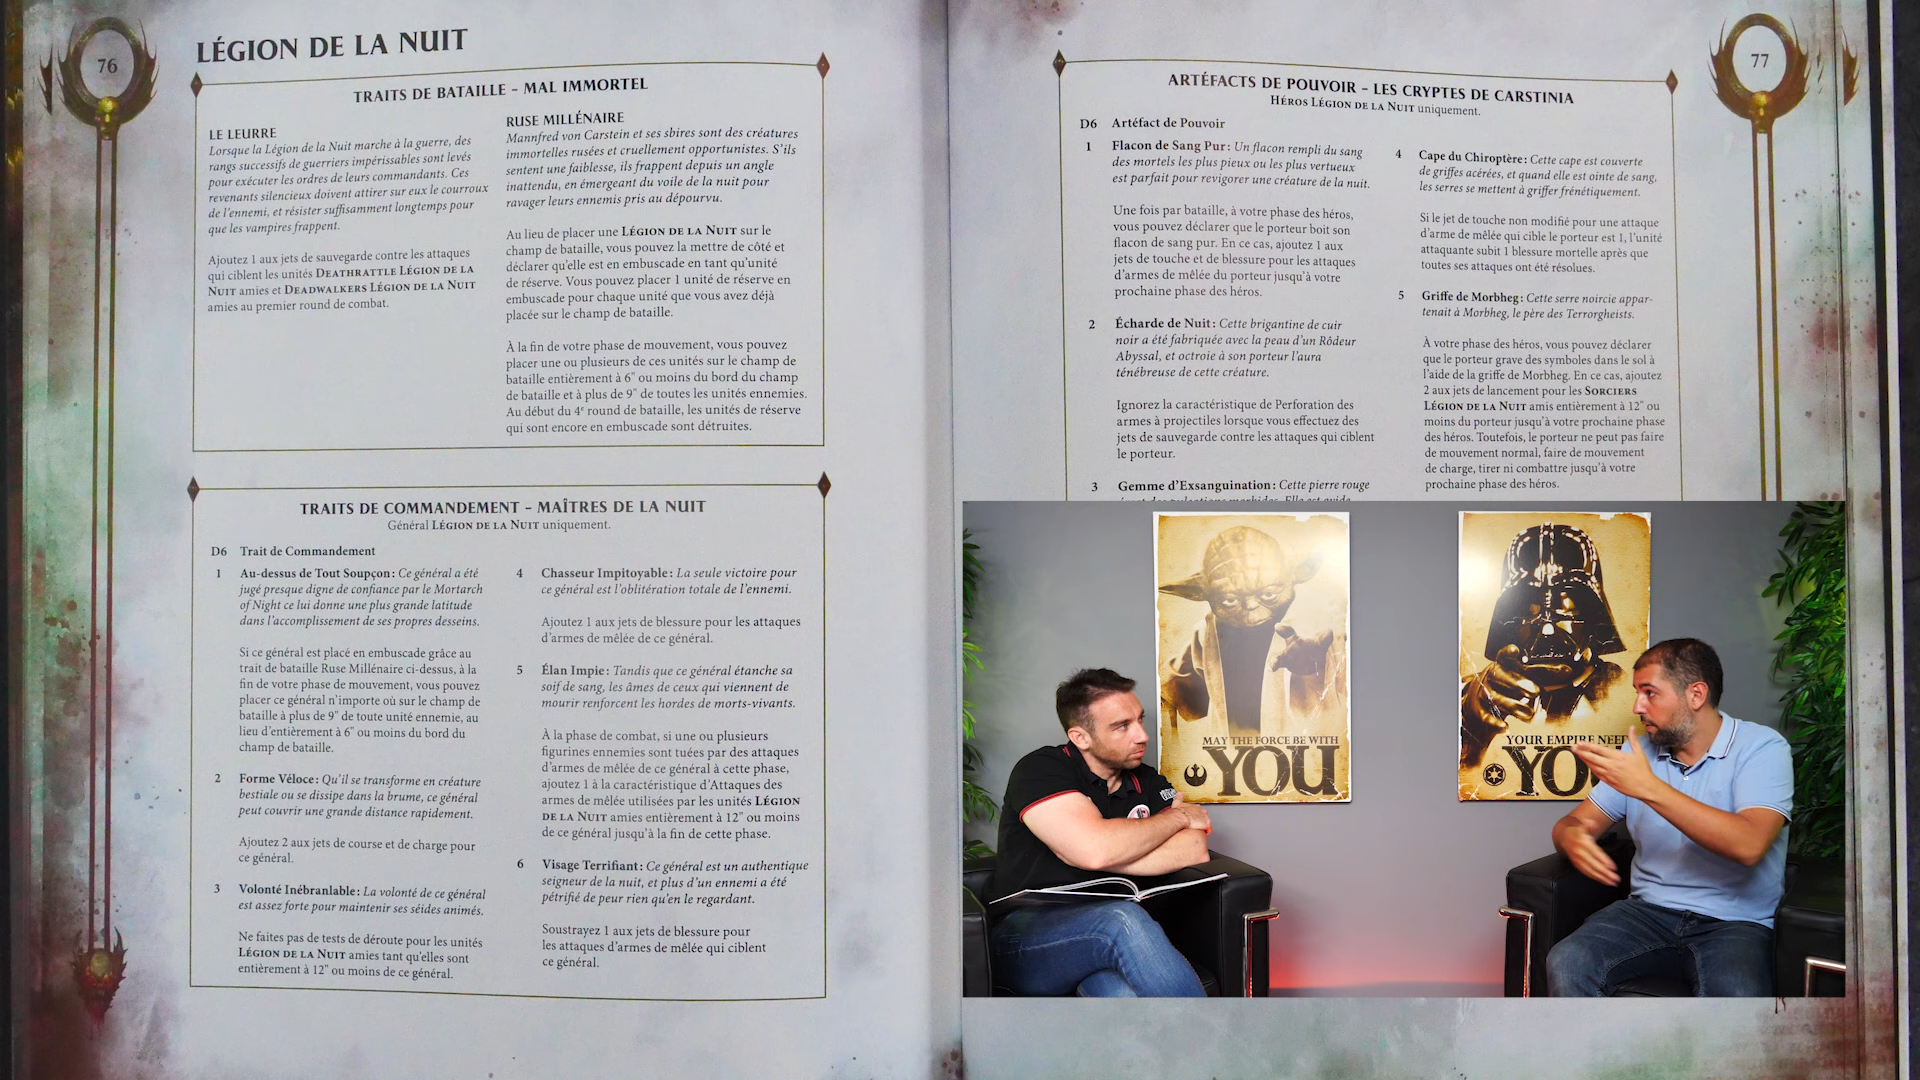 76
LÉGION DE LA NUIT
TRAITS DE BATAILLE – MAL IMMORTEL
LE LEURRE
Lorsque la Légion de la Nuit marche à la guerre, des
rangs successifs de guerriers impérissables sont levés
pour exécuter les ordres de leurs commandants. Ces
revenants silencieux doivent attirer sur eux le courroux
de l'ennemi, et résister suffisamment longtemps pour
que les vampires frappent.
Ajoutez 1 aux jets de sauvegarde contre les attaques
qui ciblent les unités DEATHRATTLE LÉGION DE LA
NUIT amies et DEADWALKERS LÉGION DE LA NUIT
amies au premier round de combat.
RUSE MILLÉNAIRE
Mannfred von Carstein et ses sbires sont des créatures
immortelles rusées et cruellement opportunistes. S'ils
sentent une faiblesse, ils frappent depuis un angle
inattendu, en émergeant du voile de la nuit pour
ravager leurs ennemis pris au dépourvu.
Au lieu de placer une LÉGION DE LA NUIT sur le
champ de bataille, vous pouvez la mettre de côté et
déclarer qu'elle est en embuscade en tant qu'unité
de réserve. Vous pouvez placer 1 unité de réserve en
embuscade pour chaque unité que vous avez déjà
placée sur le champ de bataille.
À la fin de votre phase de mouvement, vous pouvez
placer une ou plusieurs de ces unités sur le champ de
bataille entièrement à 6" ou moins du bord du champ
de bataille et à plus de 9" de toutes les unités ennemies.
Au début du 4e round de bataille, les unités de réserve
qui sont encore en embuscade sont détruites.
TRAITS DE COMMANDEMENT – MAÎTRES DE LA NUIT
Général LÉGION DE LA NUIT uniquement.
D6 Trait de Commandement
1 Au-dessus de Tout Soupçon : Ce général a été
jugé presque digne de confiance par le Mortarch
of Night ce lui donne une plus grande latitude
dans l'accomplissement de ses propres desseins.
Si ce général est placé en embuscade grâce au
trait de bataille Ruse Millénaire ci-dessus, à la
fin de votre phase de mouvement, vous pouvez
placer ce général n'importe où sur le champ de
bataille à plus de 9" de toute unité ennemie, au
lieu d'entièrement à 6" ou moins du bord du
champ de bataille.
2 Forme Véloce : Qu'il se transforme en créature
bestiale ou se dissipe dans la brume, ce général
peut couvrir une grande distance rapidement.
Ajoutez 2 aux jets de course et de charge pour
ce général.
3 Volonté Inébranlable : La volonté de ce général
est assez forte pour maintenir ses séides animés.
Ne faites pas de tests de déroute pour les unités
LÉGION DE LA NUIT amies tant qu'elles sont
entièrement à 12" ou moins de ce général.
4 Chasseur Impitoyable : La seule victoire pour
ce général est l'oblitération totale de l'ennemi.
Ajoutez 1 aux jets de blessure pour les attaques
d'armes de mêlée de ce général.
5 Élan Impie : Tandis que ce général étanche sa
soif de sang, les âmes de ceux qui viennent de
mourir renforcent les hordes de morts-vivants.
À la phase de combat, si une ou plusieurs
figurines ennemies sont tuées par des attaques
d'armes de mêlée de ce général à cette phase,
ajoutez 1 à la caractéristique d'Attaques des
armes de mêlée utilisées par les unités LÉGION
DE LA NUIT amies entièrement à 12" ou moins
de ce général jusqu'à la fin de cette phase.
6 Visage Terrifiant : Ce général est un authentique
seigneur de la nuit, et plus d'un ennemi a été
pétrifié de peur rien qu'en le regardant.
Soustrayez 1 aux jets de blessure pour
les attaques d'armes de mêlée qui ciblent
ce général.
77
ARTÉFACTS DE POUVOIR – LES CRYPTES DE CARSTINIA
HÉROS LÉGION DE LA NUIT uniquement.
D6 Artéfact de Pouvoir
1 Flacon de Sang Pur : Un flacon rempli du sang
des mortels les plus pieux ou les plus vertueux
est parfait pour revigorer une créature de la nuit.
Une fois par bataille, à votre phase des héros,
vous pouvez déclarer que le porteur boit son
flacon de sang pur. En ce cas, ajoutez 1 aux
jets de touche et de blessure pour les attaques
d'armes de mêlée du porteur jusqu'à votre
prochaine phase des héros.
2 Écharde de Nuit : Cette brigantine de cuir
noir a été fabriquée avec la peau d'un Rôdeur
Abyssal, et octroie à son porteur l'aura
ténébreuse de cette créature.
Ignorez la caractéristique de Perforation des
armes à projectiles lorsque vous effectuez des
jets de sauvegarde contre les attaques qui ciblent
le porteur.
3 Gemme d'Exsanguination : Cette pierre rouge
4 Cape du Chiroptère : Cette cape est couverte
de griffes acérées, et quand elle est ointe de sang,
les serres se mettent à griffer frénétiquement.
Si le jet de touche non modifié pour une attaque
d'arme de mêlée qui cible le porteur est 1, l'unité
attaquante subit 1 blessure mortelle après que
toutes ses attaques ont été résolues.
5 Griffe de Morbheg : Cette serre noircie appar-
tenait à Morbheg, le père des Terrorgheists.
À votre phase des héros, vous pouvez déclarer
que le porteur grave des symboles dans le sol à
l'aide de la griffe de Morbheg. En ce cas, ajoutez
2 aux jets de lancement pour les SORCIERS
LÉGION DE LA NUIT amis entièrement à 12" ou
moins du porteur jusqu'à votre prochaine phase
des héros. Toutefois, le porteur ne peut pas faire
de mouvement normal, faire de mouvement
de charge, tirer ni combattre jusqu'à votre
prochaine phase des héros.
MAY THE FORCE BE WITH
YOU
YOUR EMPIRE NEED
YO